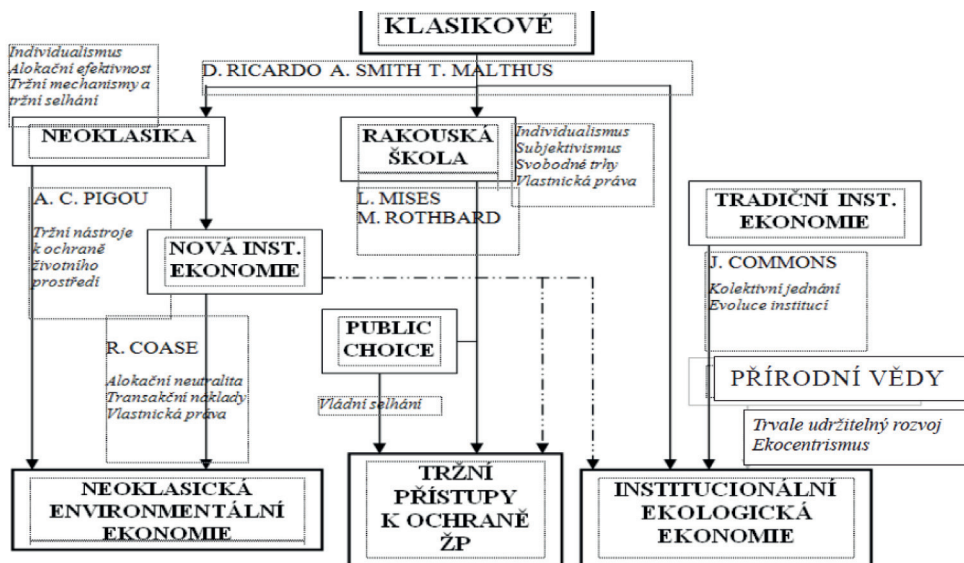 KLASIKOVÉ
D. RICARDO A. SMITH T. MALTHUS
Individualismus
Alokační efektivnost
Tržní mechanismy a
tržní selhání
NEOKLASIKA
RAKOUSKÁ
ŠKOLA
Individualismus
Subjektivismus
Svobodné trhy
Vlastnická práva
A. C. PIGOU
Tržní nástroje
k ochraně
životního
prostředí
NOVÁ INST.
EKONOMIE
L. MISES
M. ROTHBARD
TRADIČNÍ INST.
EKONOMIE
J. COMMONS
Kolektivní jednání
Evoluce institucí
R. COASE
Alokační neutralita
Transakční náklady
Vlastnická práva
PUBLIC
CHOICE
Vládní selhání
PŘÍRODNÍ VĚDY
Trvale udržitelný rozvoj
Ekocentrismus
NEOKLASICKÁ
ENVIRONMENTÁLNÍ
EKONOMIE
TRŽNÍ
PŘÍSTUPY
K OCHRANĚ
ŽP
INSTITUCIONÁLNÍ
EKOLOGICKÁ
EKONOMIE